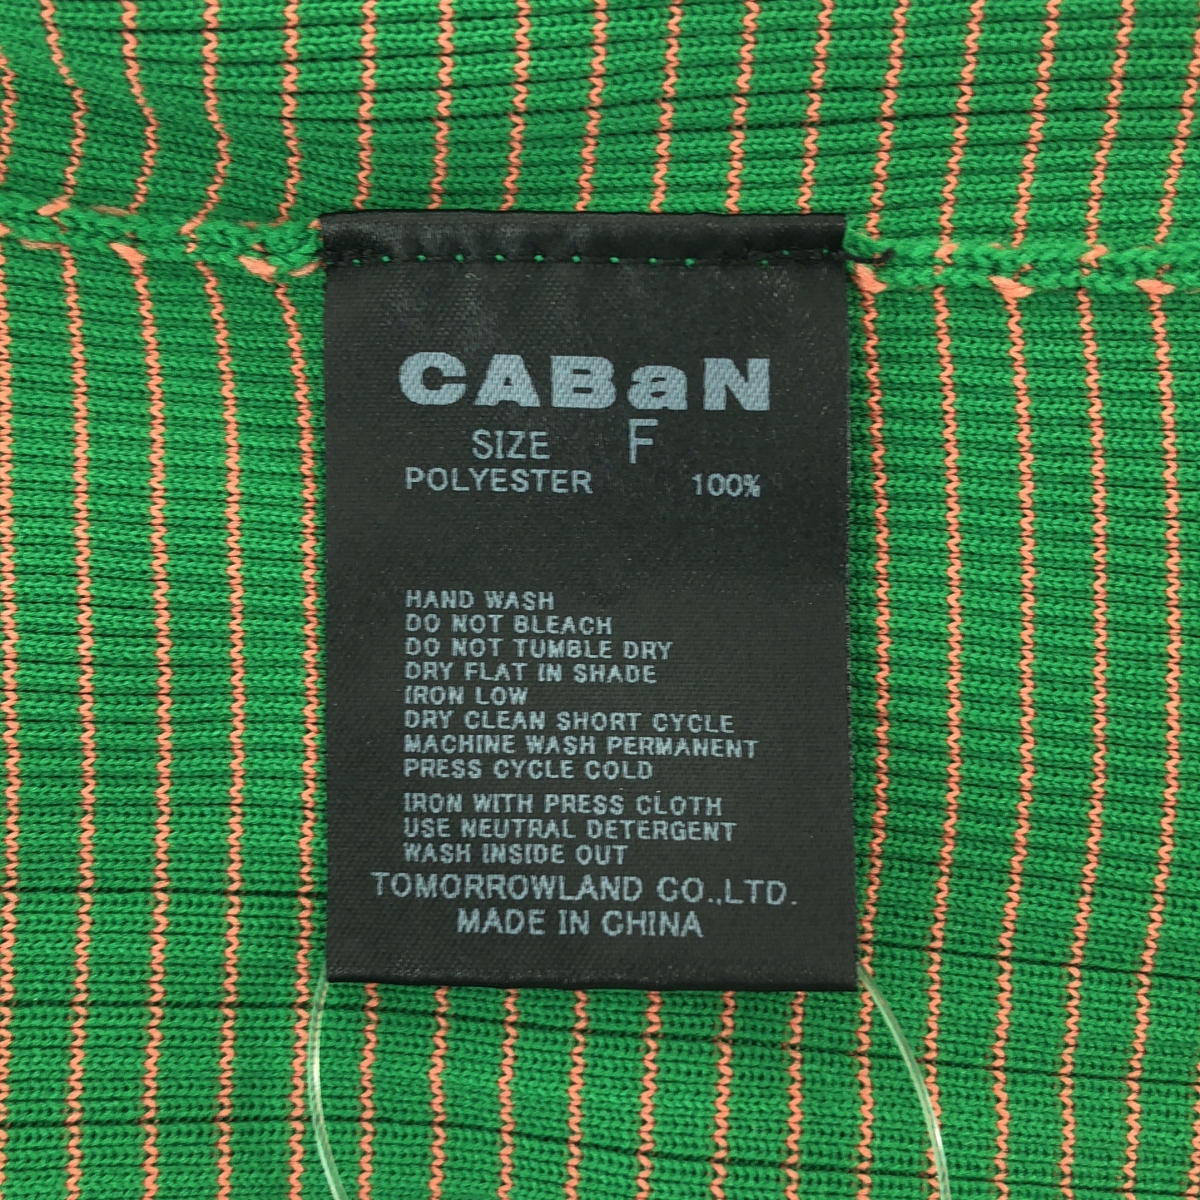 CABaN
SIZE F
POLYESTER 100%
HAND WASH
DO NOT BLEACH
DO NOT TUMBLE DRY
DRY FLAT IN SHADE
IRON LOW
DRY CLEAN SHORT CYCLE
MACHINE WASH PERMANENT
PRESS CYCLE COLD
IRON WITH PRESS CLOTH
USE NEUTRAL DETERGENT
WASH INSIDE OUT
TOMORROWLAND CO.,LTD.
MADE IN CHINA